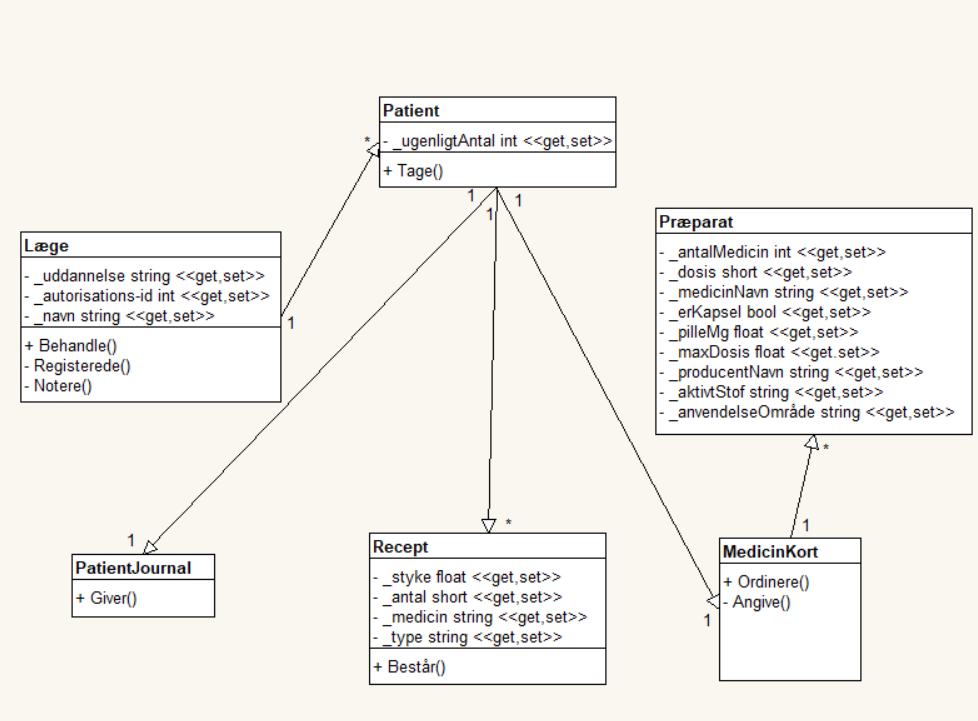 Patient
- _ugenligtAntal int <<get,set>>
+ Tage()
*
1
1
1
Læge
- _uddannelse string <<get,set>>
- _autorisations-id int <<get,set>>
- _navn string <<get,set>>
+ Behandle()
- Registerede()
- Notere()
1
Præparat
- _antalMedicin int <<get,set>>
- _dosis short <<get,set>>
- _medicinNavn string <<get,set>>
- _erKapsel bool <<get,set>>
- _pilleMg float <<get,set>>
- _maxDosis float <<get.set>>
- _producentNavn string <<get,set>>
- _aktivtStof string <<get,set>>
- _anvendelseOmråde string <<get,set>>
*
1
1
PatientJournal
+ Giver()
*
Recept
- _styke float <<get,set>>
- _antal short <<get,set>>
- _medicin string <<get,set>>
- _type string <<get,set>>
+ Består()
MedicinKort
+ Ordinere()
- Angive()
1